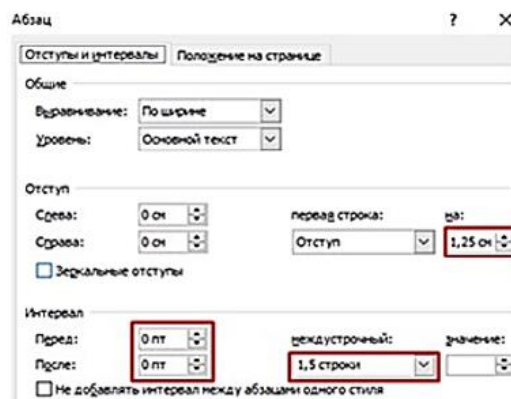 Абзац ? X
Отступы и интервалы Положение на странице
Общие
Выравнивание: По ширине
Уровень: Основной текст
Отступ
Слева: 0 см первая строка: на:
Справа: 0 см Отступ 1,25 см
Зеркальные отступы
Интервал
Перед: 0 пт междустрочный: значение:
После: 0 пт 1,5 строки
Не добавлять интервал между абзацами одного стиля